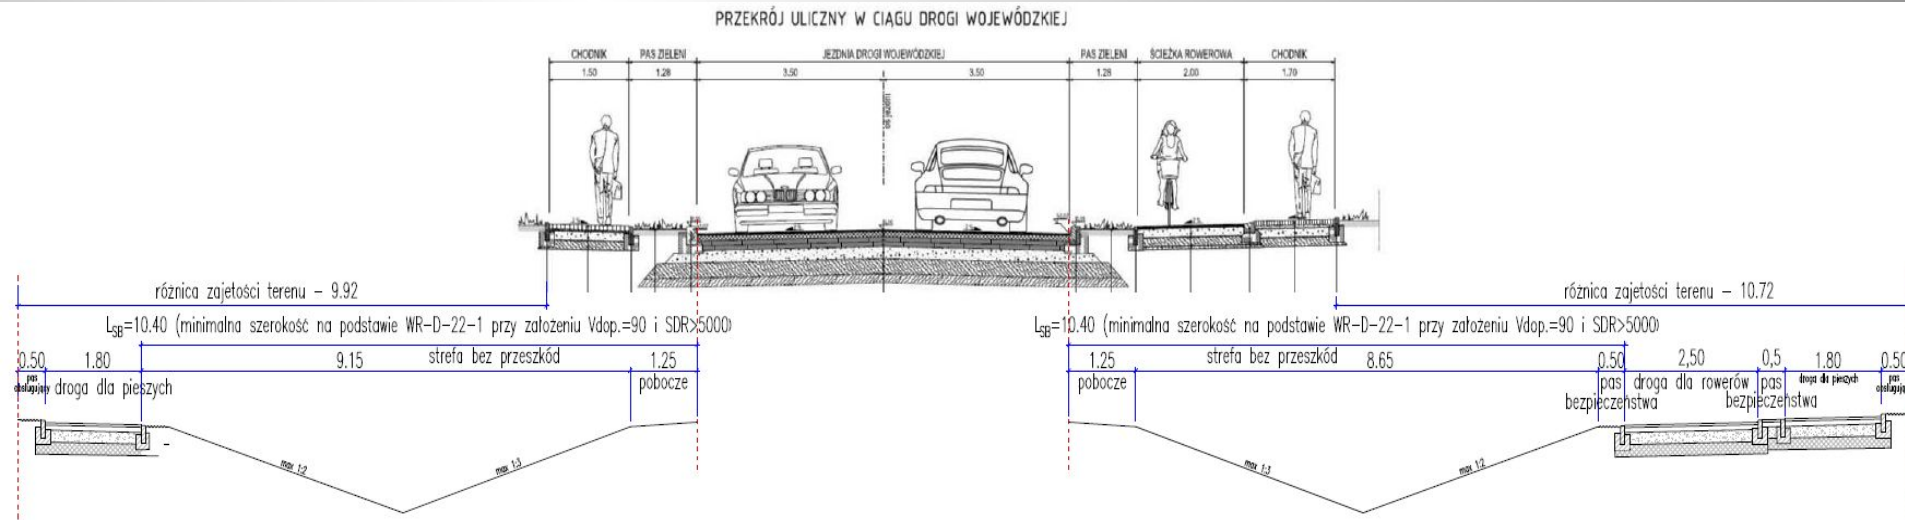 PRZEKRÓJ ULICZNY W CIĄGU DROGI WOJEWÓDZKIEJ
CHODNIK PAS ZIELENI JEZDNIA DROGI WOJEWÓDZKIEJ PAS ZIELENI ŚCIEŻKA ROWEROWA CHODNIK
1.50 1.28 3.50 3.50 1.28 2.00 1.70
różnica zajetości terenu - 9.92 różnica zajetości terenu - 10.72
LSB=10.40 (minimalna szerokość na podstawie WR-D-22-1 przy założeniu Vdop.=90 i SDR>5000) LSB=10.40 (minimalna szerokość na podstawie WR-D-22-1 przy założeniu Vdop.=90 i SDR>5000)
0.50 1.80 9.15 strefa bez przeszkód 1.25 1.25 strefa bez przeszkód 8.65 0.50 2,50 0,5 1.80 0.50
pas obsługujący droga dla pieszych pobocze pobocze pas bezpieczeństwa droga dla rowerów pas bezpieczeństwa droga dla pieszych pas obsługujący
max 1:2 max 1:3 max 1:3 max 1:2